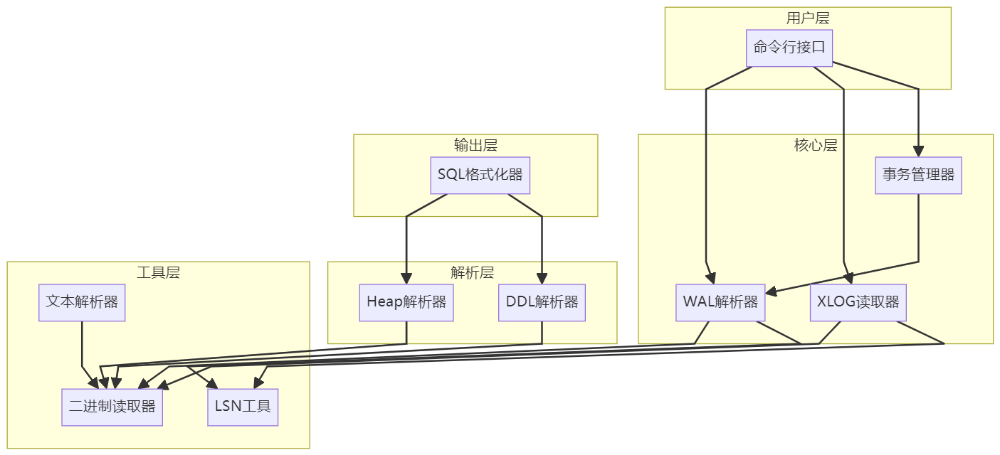 用户层
命令行接口
输出层
SQL格式化器
核心层
事务管理器
工具层
文本解析器
解析层
Heap解析器
DDL解析器
WAL解析器
XLOG读取器
二进制读取器
LSN工具